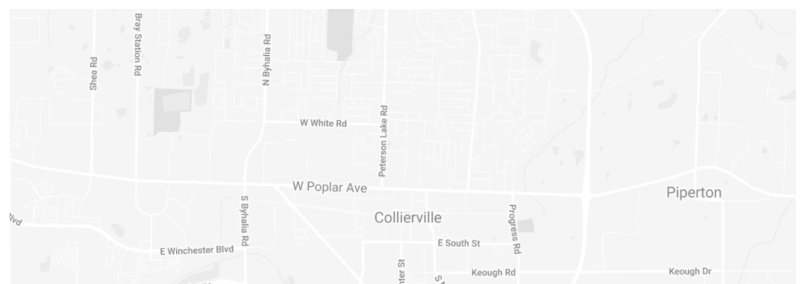 Shea Rd
Bray Station Rd
N Byhalia Rd
W White Rd
Peterson Lake Rd
W Poplar Ave
Piperton
S Byhalia Rd
Collierville
Progress Rd
E South St
E Winchester Blvd
Keough Rd
Keough Dr